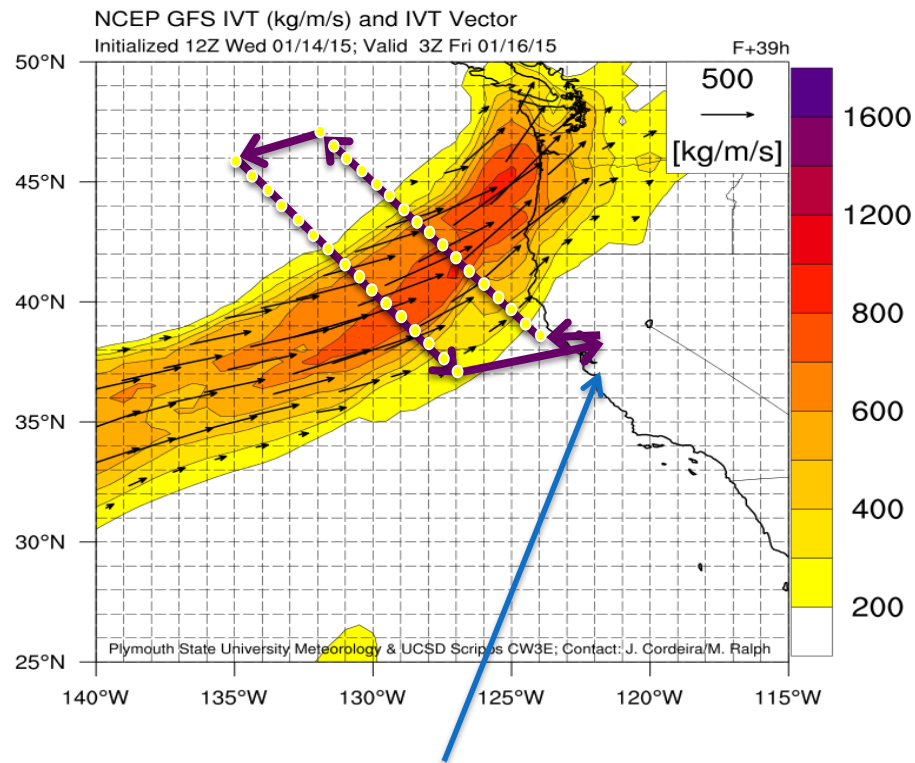 NCEP GFS IVT (kg/m/s) and IVT Vector
Initialized 12Z Wed 01/14/15; Valid  3Z Fri 01/16/15
F+39h
50°N
500
[kg/m/s]
1600
45°N
1200
40°N
800
35°N
600
30°N
400
200
Plymouth State University Meteorology & UCSD Scripps CW3E; Contact: J. Cordeira/M. Ralph
25°N
140°W
135°W
130°W
125°W
120°W
115°W